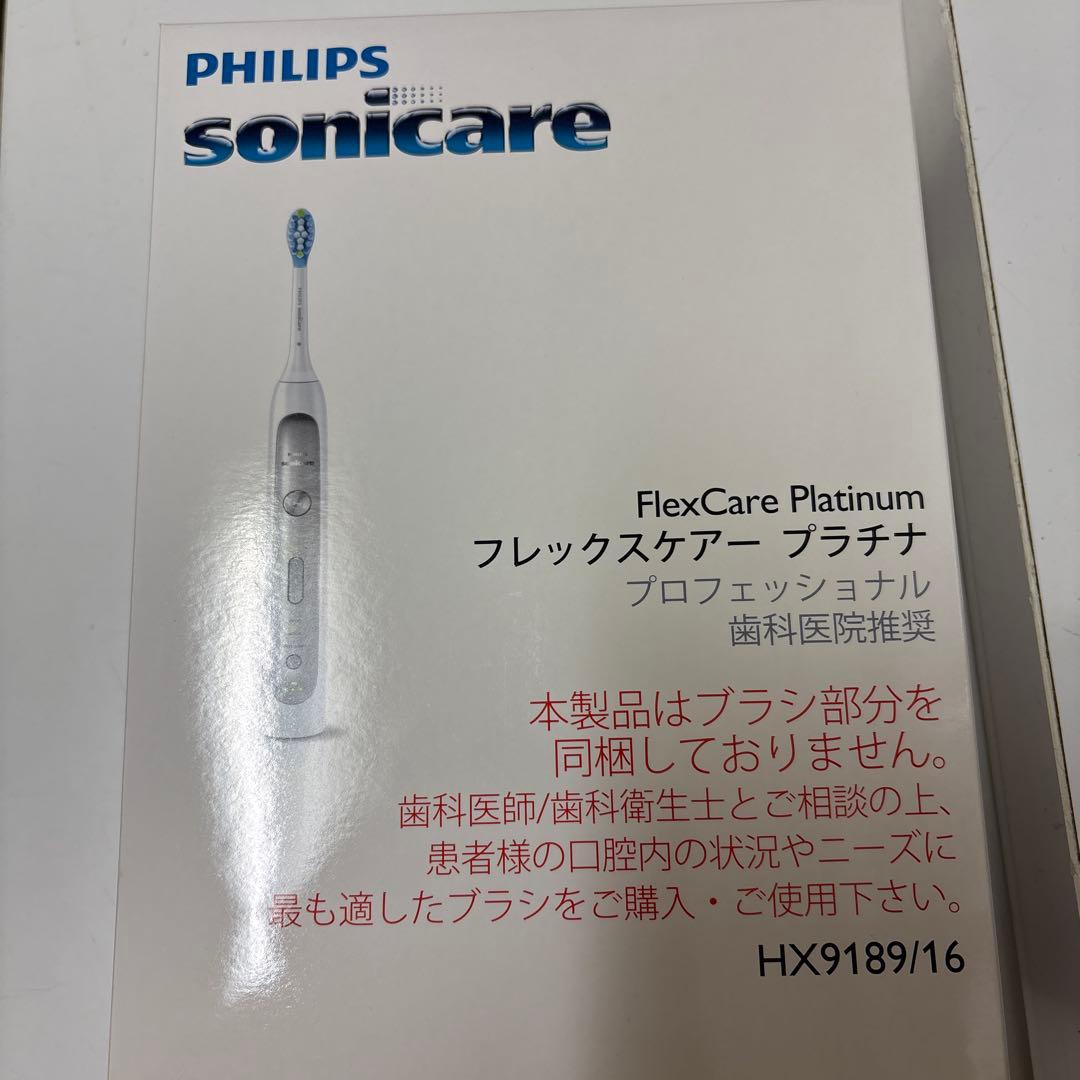 PHILIPS
sonicare
PHILIPS sonicare
sonicare
FlexCare Platinum
フレックスケアー プラチナ
プロフェッショナル
歯科医院推奨
本製品はブラシ部分を
同梱しておりません。
歯科医師/歯科衛生士とご相談の上、
患者様の口腔内の状況やニーズに
最も適したブラシをご購入・ご使用下さい。
HX9189/16